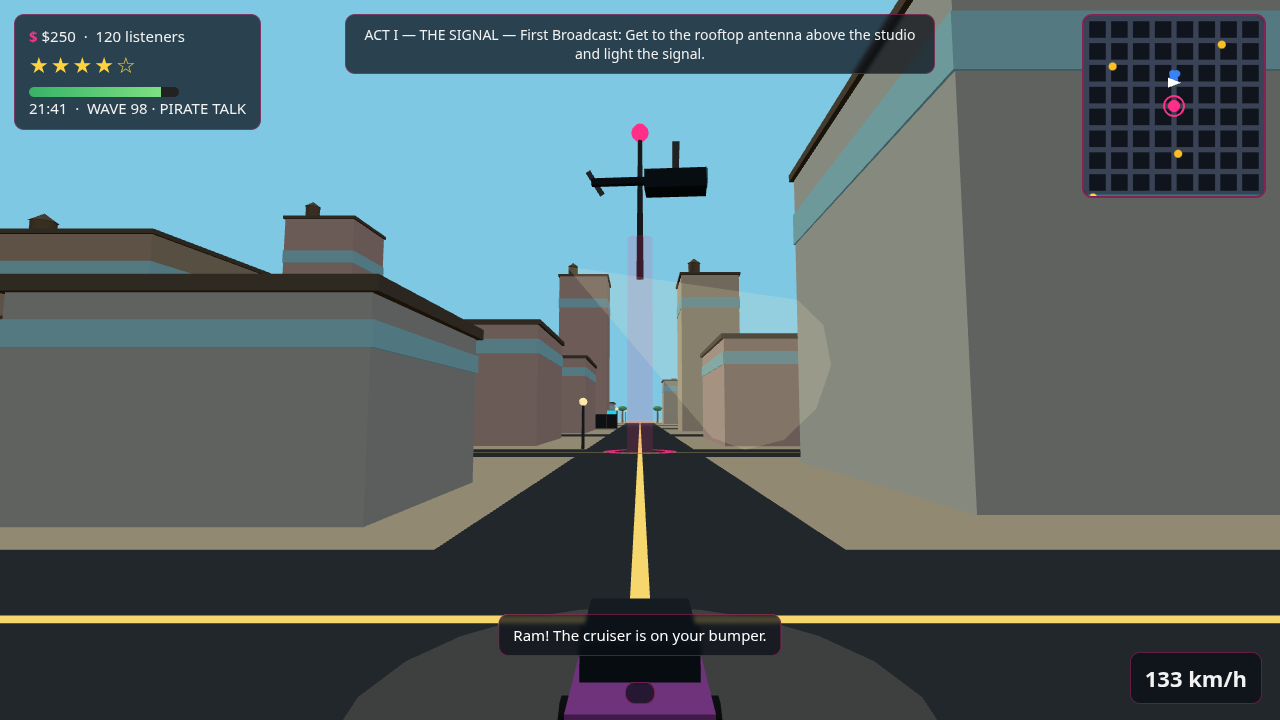 $ $250 · 120 listeners
★★★★☆
21:41 · WAVE 98 · PIRATE TALK
ACT I — THE SIGNAL — First Broadcast: Get to the rooftop antenna above the studio
and light the signal.
Ram! The cruiser is on your bumper.
133 km/h